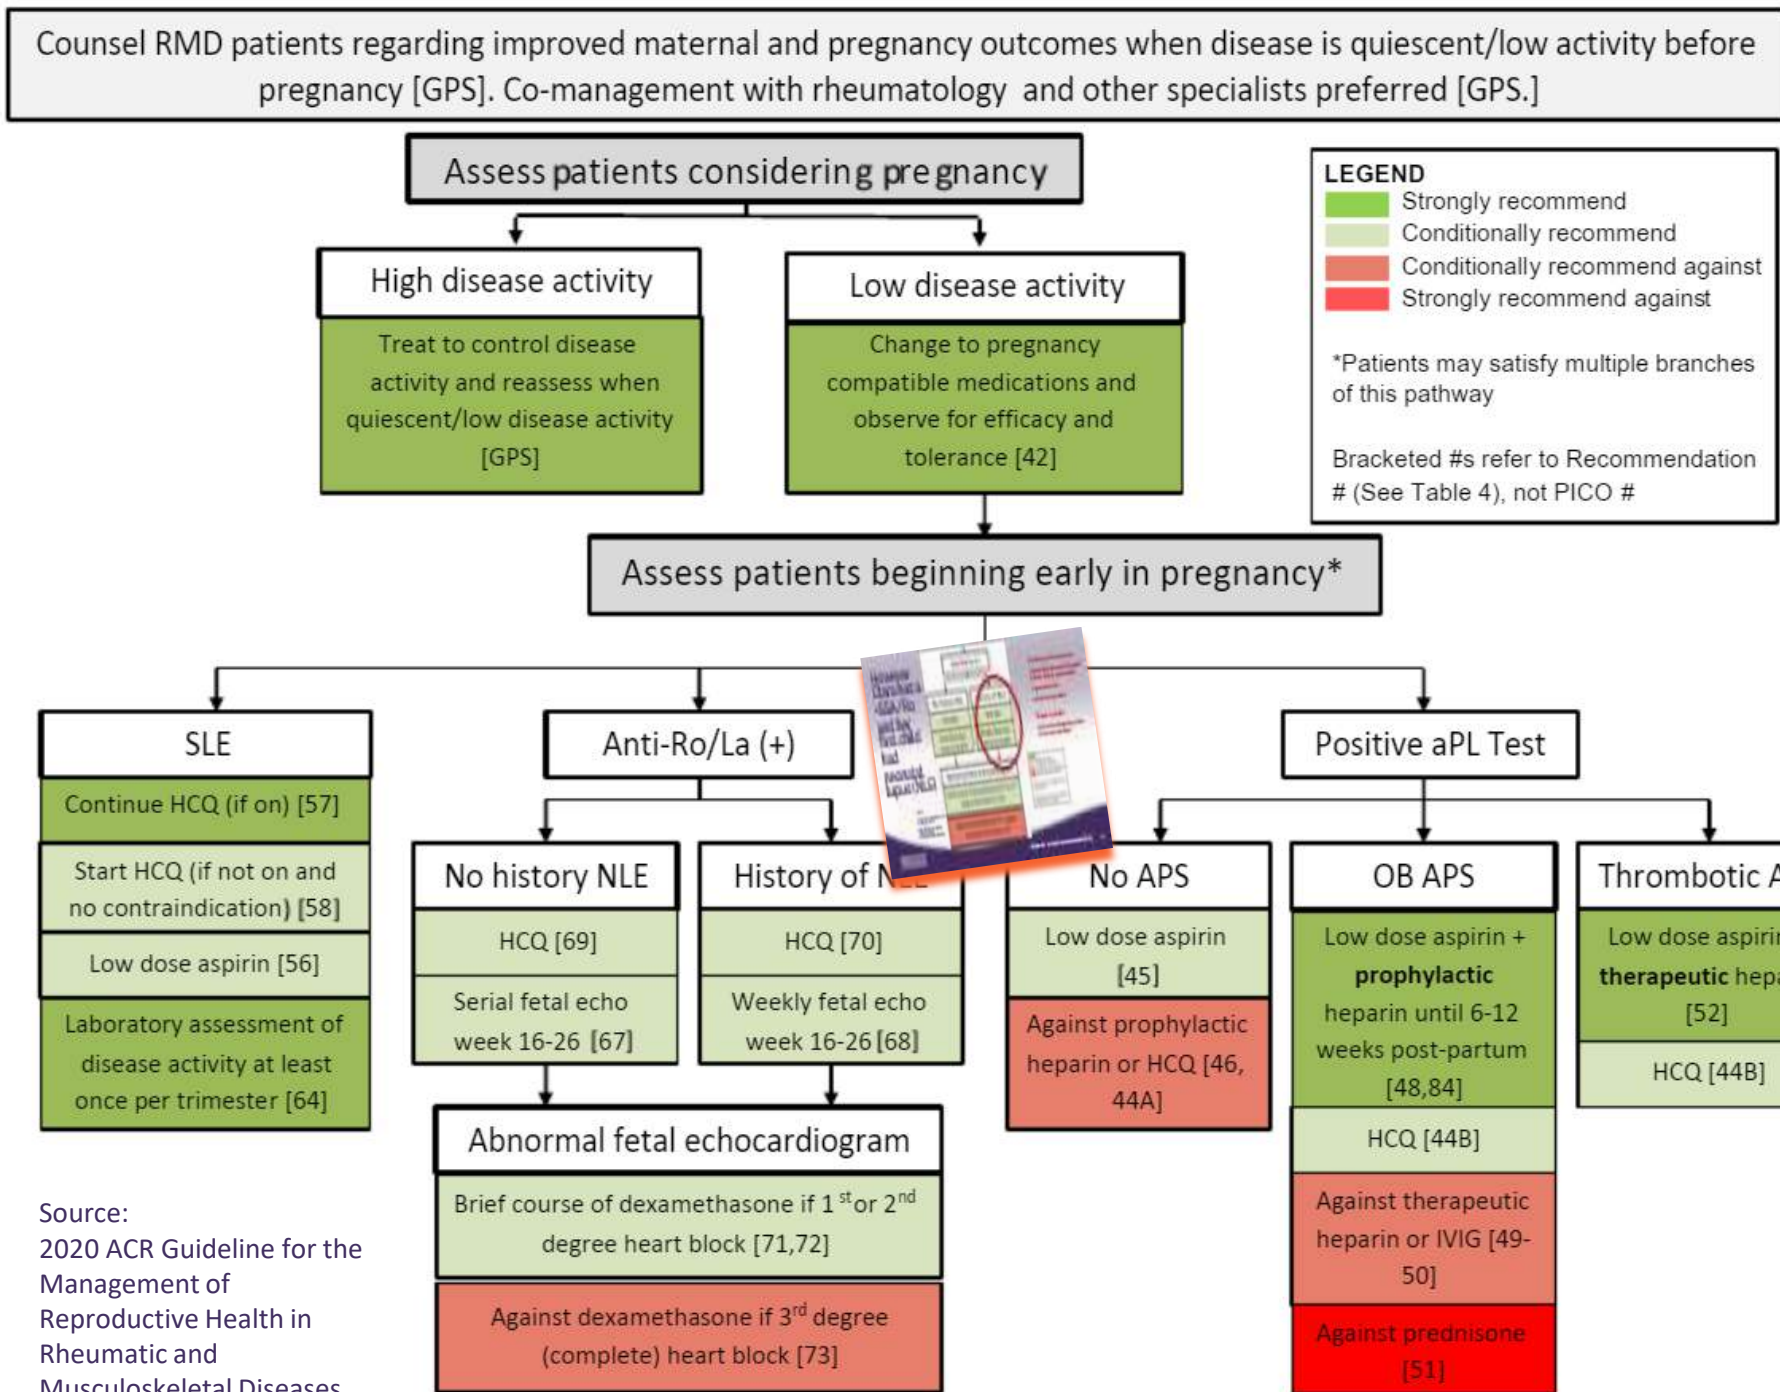 Counsel RMD patients regarding improved maternal and pregnancy outcomes when disease is quiescent/low activity before
pregnancy [GPS]. Co-management with rheumatology and other specialists preferred [GPS.]
Assess patients considering pregnancy
LEGEND
Strongly recommend
Conditionally recommend
Conditionally recommend against
Strongly recommend against
*Patients may satisfy multiple branches
of this pathway
Bracketed #s refer to Recommendation
# (See Table 4), not PICO #
High disease activity
Treat to control disease
activity and reassess when
quiescent/low disease activity
[GPS]
Low disease activity
Change to pregnancy
compatible medications and
observe for efficacy and
tolerance [42]
Assess patients beginning early in pregnancy*
SLE
Continue HCQ (if on) [57]
Start HCQ (if not on and
no contraindication) [58]
Low dose aspirin [56]
Laboratory assessment of
disease activity at least
once per trimester [64]
Anti-Ro/La (+)
No history NLE
HCQ [69]
Serial fetal echo
week 16-26 [67]
History of NLE
HCQ [70]
Weekly fetal echo
week 16-26 [68]
Abnormal fetal echocardiogram
Brief course of dexamethasone if 1st or 2nd
degree heart block [71,72]
Against dexamethasone if 3rd degree
(complete) heart block [73]
Positive aPL Test
No APS
Low dose aspirin
[45]
Against prophylactic
heparin or HCQ [46,
44A]
OB APS
Low dose aspirin +
prophylactic
heparin until 6-12
weeks post-partum
[48,84]
HCQ [44B]
Against therapeutic
heparin or IVIG [49-
50]
Against prednisone
[51]
Thrombotic A
Low dose aspirin
therapeutic hepa
[52]
HCQ [44B]
Source:
2020 ACR Guideline for the
Management of
Reproductive Health in
Rheumatic and
Musculoskeletal Diseases